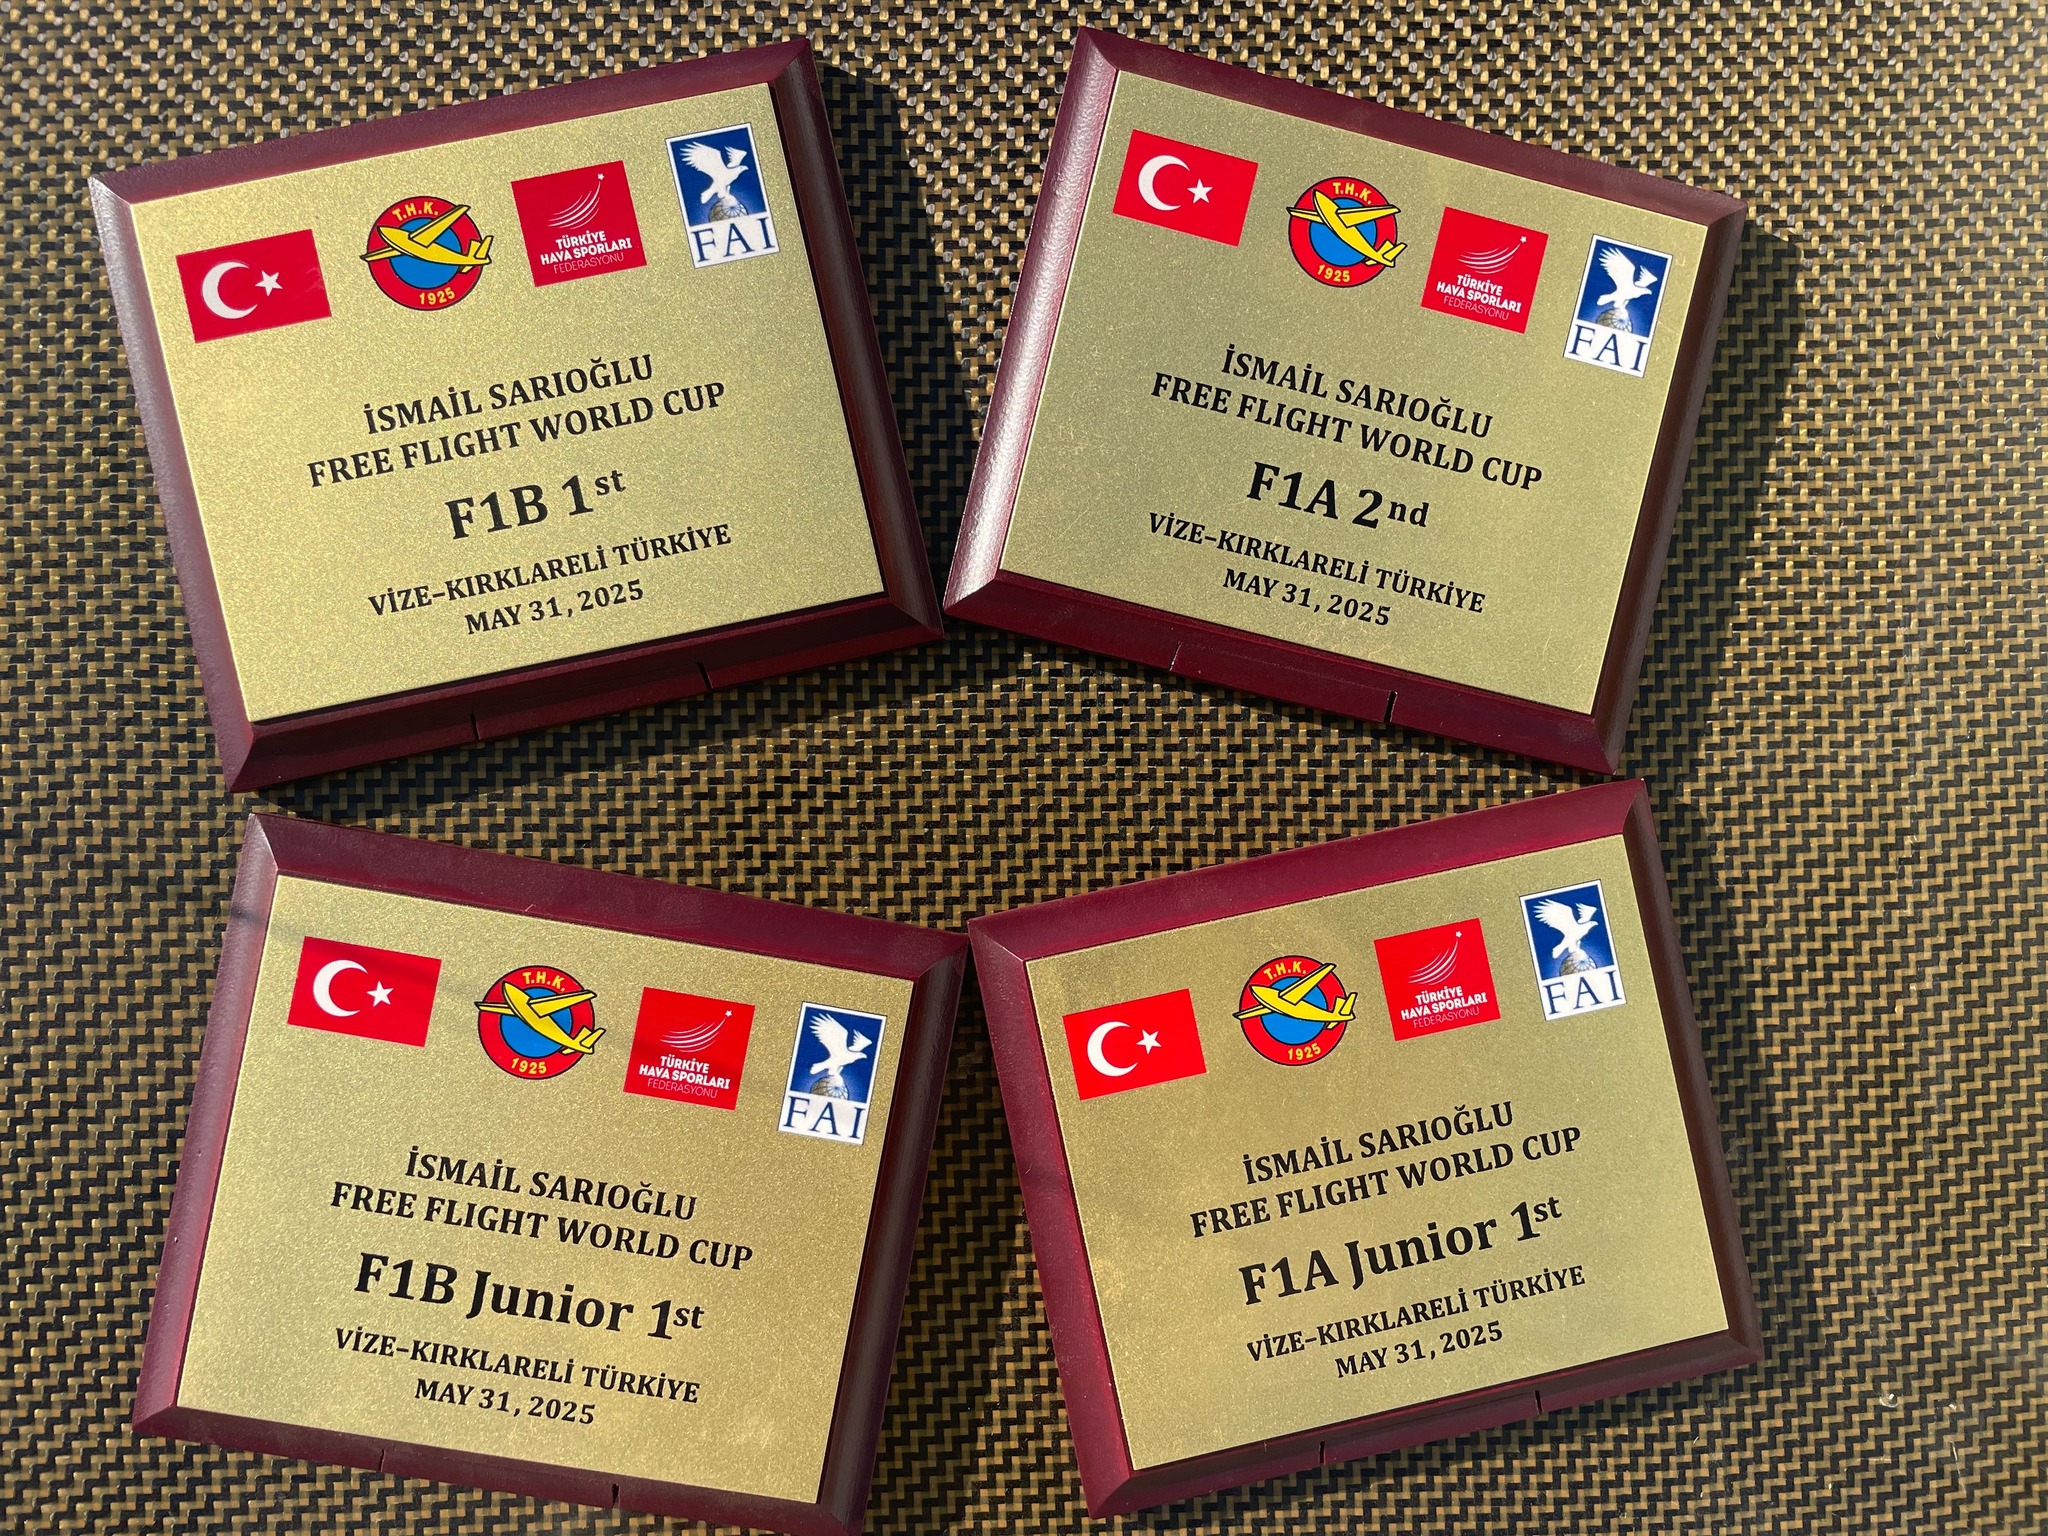 T.H.K.
1925
TÜRKİYE
HAVA SPORLARI
FEDERASYONU
FAI
İSMAİL SARIOĞLU
FREE FLIGHT WORLD CUP
F1B 1st
VİZE-KIRKLARELİ TÜRKİYE
MAY 31, 2025
T.H.K.
1925
TÜRKİYE
HAVA SPORLARI
FEDERASYONU
FAI
İSMAİL SARIOĞLU
FREE FLIGHT WORLD CUP
F1A 2nd
VİZE-KIRKLARELİ TÜRKİYE
MAY 31, 2025
T.H.K.
1925
TÜRKİYE
HAVA SPORLARI
FEDERASYONU
FAI
İSMAİL SARIOĞLU
FREE FLIGHT WORLD CUP
F1B Junior 1st
VİZE-KIRKLARELİ TÜRKİYE
MAY 31, 2025
T.H.K.
1925
TÜRKİYE
HAVA SPORLARI
FEDERASYONU
FAI
İSMAİL SARIOĞLU
FREE FLIGHT WORLD CUP
F1A Junior 1st
VİZE-KIRKLARELİ TÜRKİYE
MAY 31, 2025